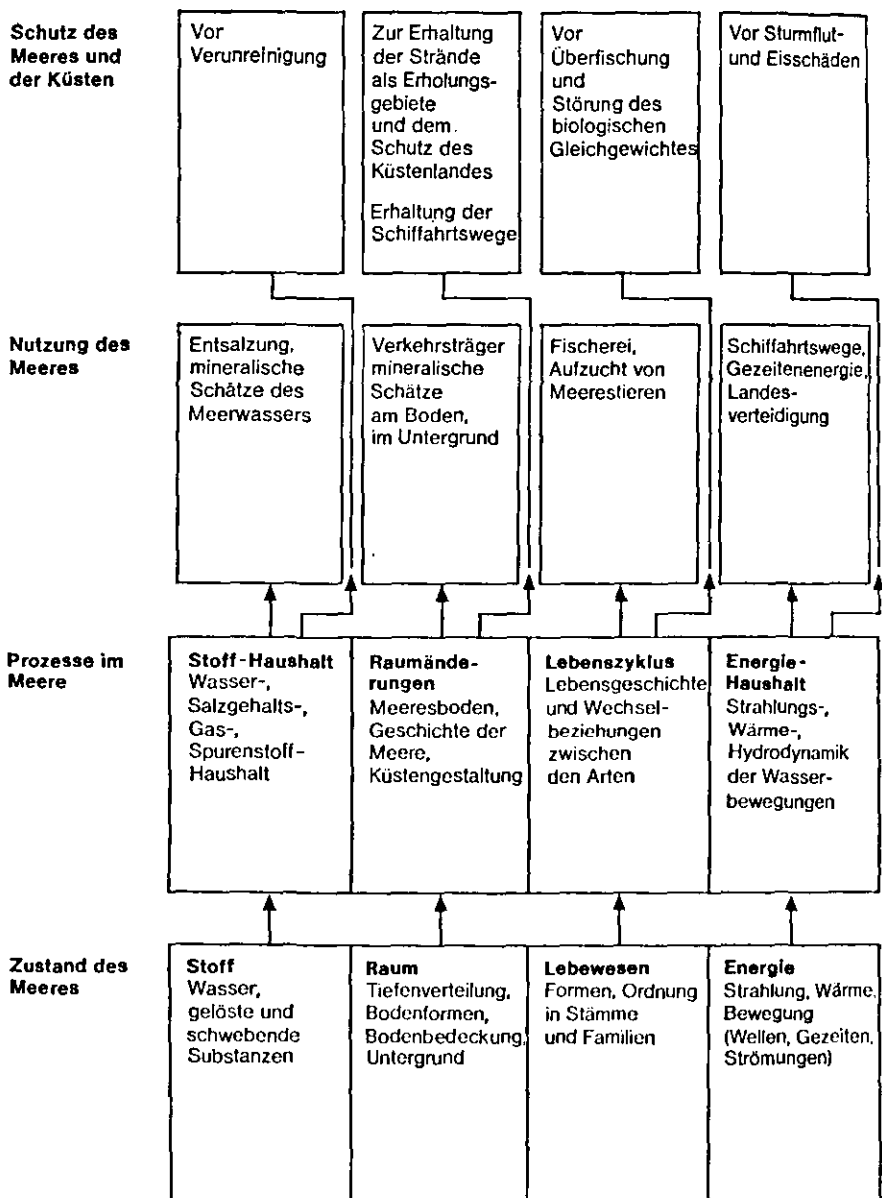 Schutz des
Meeres und
der Küsten
Vor
Verunreinigung
Zur Erhaltung
der Strände
als Erholungs-
gebiete
und dem
Schutz des
Küstenlandes
Erhaltung der
Schiffahrtswege
Vor
Überfischung
und
Störung des
biologischen
Gleichgewichtes
Vor Sturmflut-
und Eisschäden
Nutzung des
Meeres
Entsalzung,
mineralische
Schätze des
Meerwassers
Verkehrsträger
mineralische
Schätze
am Boden,
im Untergrund
Fischerei,
Aufzucht von
Meerestieren
Schiffahrtswege,
Gezeitenenergie,
Landes-
verteidigung
Prozesse im
Meere
Stoff-Haushalt
Wasser-,
Salzgehalts-,
Gas-,
Spurenstoff-
Haushalt
Raumände-
rungen
Meeresboden,
Geschichte der
Meere,
Küstengestaltung
Lebenszyklus
Lebensgeschichte
und Wechsel-
beziehungen
zwischen
den Arten
Energie-
Haushalt
Strahlungs-,
Wärme-,
Hydrodynamik
der Wasser-
bewegungen
Zustand des
Meeres
Stoff
Wasser,
gelöste und
schwebende
Substanzen
Raum
Tiefenverteilung,
Bodenformen,
Bodenbedeckung,
Untergrund
Lebewesen
Formen, Ordnung
in Stämme
und Familien
Energie
Strahlung, Wärme,
Bewegung
(Wellen, Gezeiten,
Strömungen)